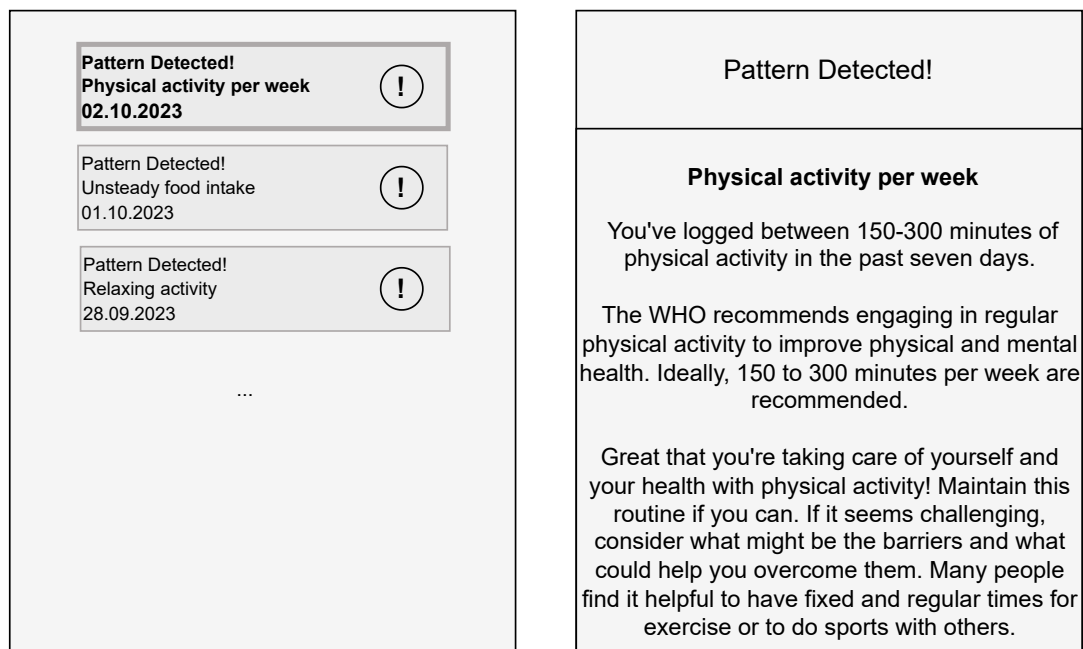 Pattern Detected!
Physical activity per week
02.10.2023
!
Pattern Detected!
Unsteady food intake
01.10.2023
!
Pattern Detected!
Relaxing activity
28.09.2023
!
...
Pattern Detected!
Physical activity per week
You've logged between 150-300 minutes of
physical activity in the past seven days.
The WHO recommends engaging in regular
physical activity to improve physical and mental
health. Ideally, 150 to 300 minutes per week are
recommended.
Great that you're taking care of yourself and
your health with physical activity! Maintain this
routine if you can. If it seems challenging,
consider what might be the barriers and what
could help you overcome them. Many people
find it helpful to have fixed and regular times for
exercise or to do sports with others.